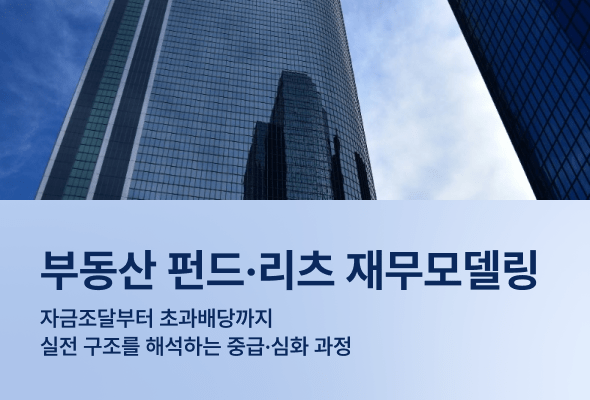 부동산 펀드·리츠 재무모델링
자금조달부터 초과배당까지
실전 구조를 해석하는 중급·심화 과정